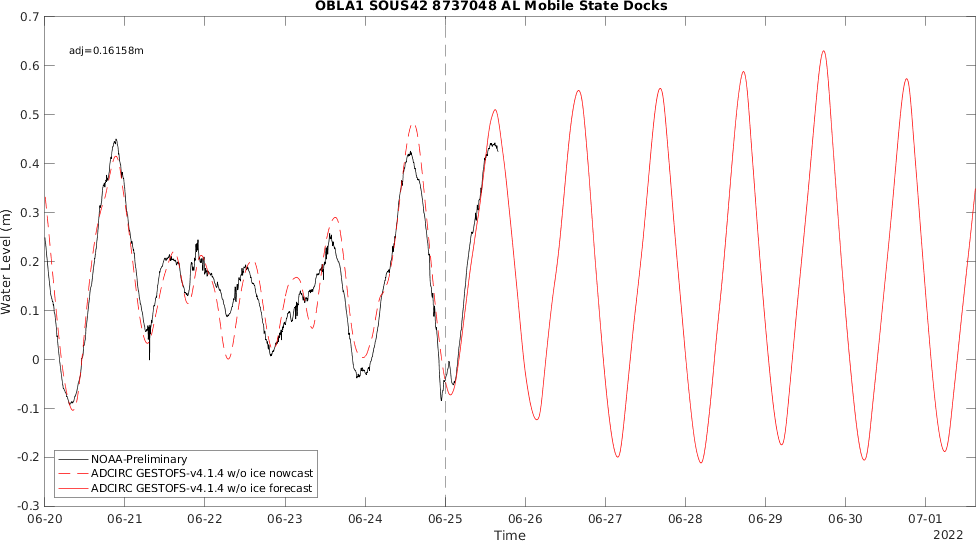 OBLA1 SOUS42 8737048 AL Mobile State Docks
0.7
adj=0.16158m
0.6
0.5
0.4
0.3
0.2
0.1
0
-0.1
-0.2
-0.3
Water Level (m)
NOAA-Preliminary
ADCIRC GESTOFS-v4.1.4 w/o ice nowcast
ADCIRC GESTOFS-v4.1.4 w/o ice forecast
06-20 06-21 06-22 06-23 06-24 06-25 06-26 06-27 06-28 06-29 06-30 07-01
Time
2022